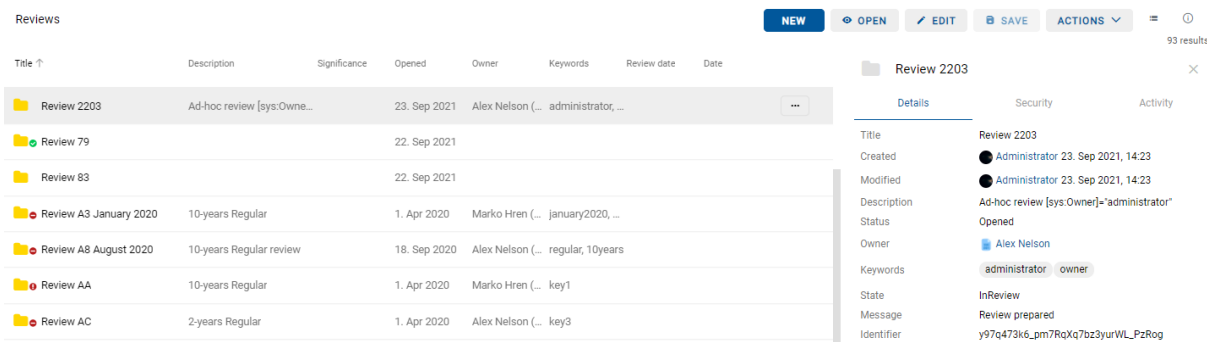 Reviews
NEW OPEN EDIT SAVE ACTIONS
93 results
Title Description Significance Opened Owner Keywords Review date Date
Review 2203 Ad-hoc review [sys:Owne... 23. Sep 2021 Alex Nelson (... administrator, ...
Review 79 22. Sep 2021
Review 83 22. Sep 2021
Review A3 January 2020 10-years Regular 1. Apr 2020 Marko Hren (... january2020, ...
Review A8 August 2020 10-years Regular review 18. Sep 2020 Alex Nelson (... regular, 10years
Review AA 10-years Regular 1. Apr 2020 Marko Hren (... key1
Review AC 2-years Regular 1. Apr 2020 Alex Nelson (... key3
Review 2203
Details Security Activity
Title Review 2203
Created Administrator 23. Sep 2021, 14:23
Modified Administrator 23. Sep 2021, 14:23
Description Ad-hoc review [sys:Owner]="administrator"
Status Opened
Owner Alex Nelson
Keywords administrator owner
State InReview
Message Review prepared
Identifier y97q473k6_pm7RqXq7bz3yurWL_PzRog